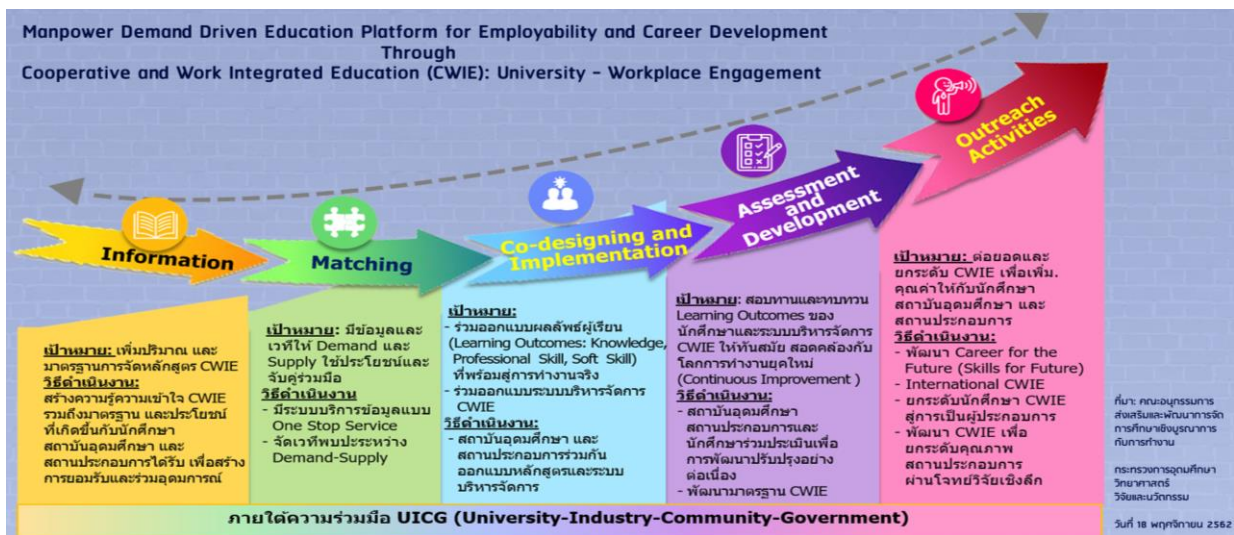 Manpower Demand Driven Education Platform for Employability and Career Development
Through
Cooperative and Work Integrated Education (CWIE): University - Workplace Engagement
Information
เป้าหมาย: เพิ่มปริมาณ และ
มาตรฐานการจัดหลักสูตร CWIE
วิธีดำเนินงาน:
สร้างความรู้ความเข้าใจ CWIE
รวมถึงมาตรฐาน และประโยชน์
ที่เกิดขึ้นกับนักศึกษา
สถาบันอุดมศึกษา และ
สถานประกอบการได้รับ เพื่อสร้าง
การยอมรับและร่วมอุดมการณ์
Matching
เป้าหมาย: มีข้อมูลและ
เวทีให้ Demand และ
Supply ใช้ประโยชน์และ
จับคู่ร่วมมือ
วิธีดำเนินงาน
- มีระบบบริการข้อมูลแบบ
One Stop Service
- จัดเวทีพบปะระหว่าง
Demand-Supply
Co-designing and
Implementation
เป้าหมาย:
- ร่วมออกแบบผลลัพธ์ผู้เรียน
(Learning Outcomes: Knowledge,
Professional Skill, Soft Skill)
ที่พร้อมสู่การทำงานจริง
- ร่วมออกแบบระบบบริหารจัดการ
CWIE
วิธีดำเนินงาน:
- สถาบันอุดมศึกษา และ
สถานประกอบการร่วมกัน
ออกแบบหลักสูตรและระบบ
บริหารจัดการ
Assessment
and
Development
เป้าหมาย: สอบทานและทบทวน
Learning Outcomes ของ
นักศึกษาและระบบบริหารจัดการ
CWIE ให้ทันสมัย สอดคล้องกับ
โลกการทำงานยุคใหม่
(Continuous Improvement )
วิธีดำเนินงาน:
- สถาบันอุดมศึกษา
สถานประกอบการและ
นักศึกษาร่วมประเมินเพื่อ
การพัฒนาปรับปรุงอย่าง
ต่อเนื่อง
- พัฒนามาตรฐาน CWIE
Outreach
Activities
เป้าหมาย: ต่อยอดและ
ยกระดับ CWIE เพื่อเพิ่ม.
คุณค่าให้กับนักศึกษา
สถาบันอุดมศึกษา และ
สถานประกอบการ
วิธีดำเนินงาน:
- พัฒนา Career for the
Future (Skills for Future)
- International CWIE
- ยกระดับนักศึกษา CWIE
สู่การเป็นผู้ประกอบการ
- พัฒนา CWIE เพื่อ
ยกระดับคุณภาพ
สถานประกอบการ
ผ่านโจทย์วิจัยเชิงลึก
ที่มา: คณะอนุกรรมการ
ส่งเสริมและพัฒนาการจัด
การศึกษาเชิงบูรณาการ
กับการทำงาน
กระทรวงการอุดมศึกษา
วิทยาศาสตร์
วิจัยและนวัตกรรม
วันที่ 18 พฤศจิกายน 2562
ภายใต้ความร่วมมือ UICG (University-Industry-Community-Government)